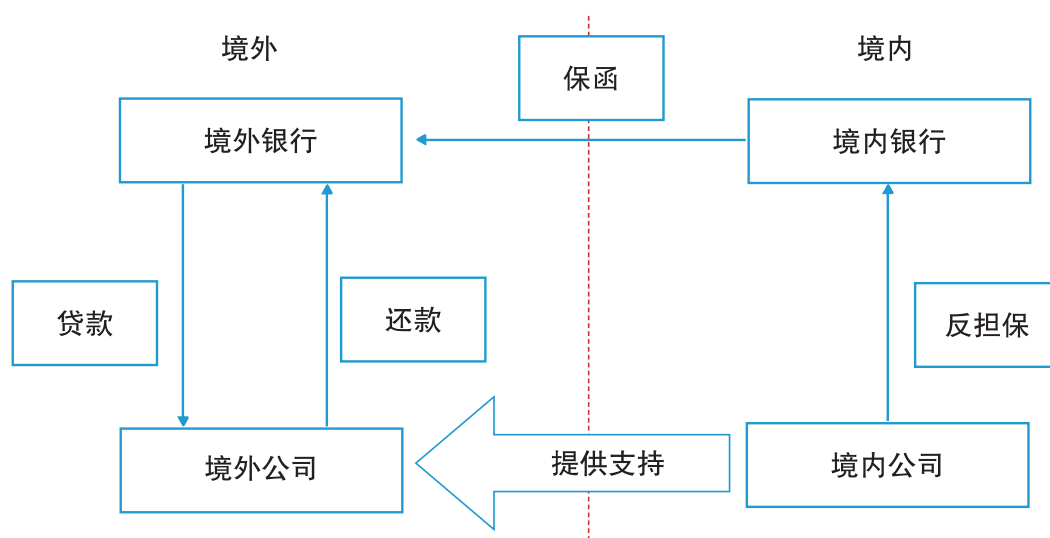 境外
境内
保函
境外银行
境内银行
贷款
还款
反担保
境外公司
提供支持
境内公司